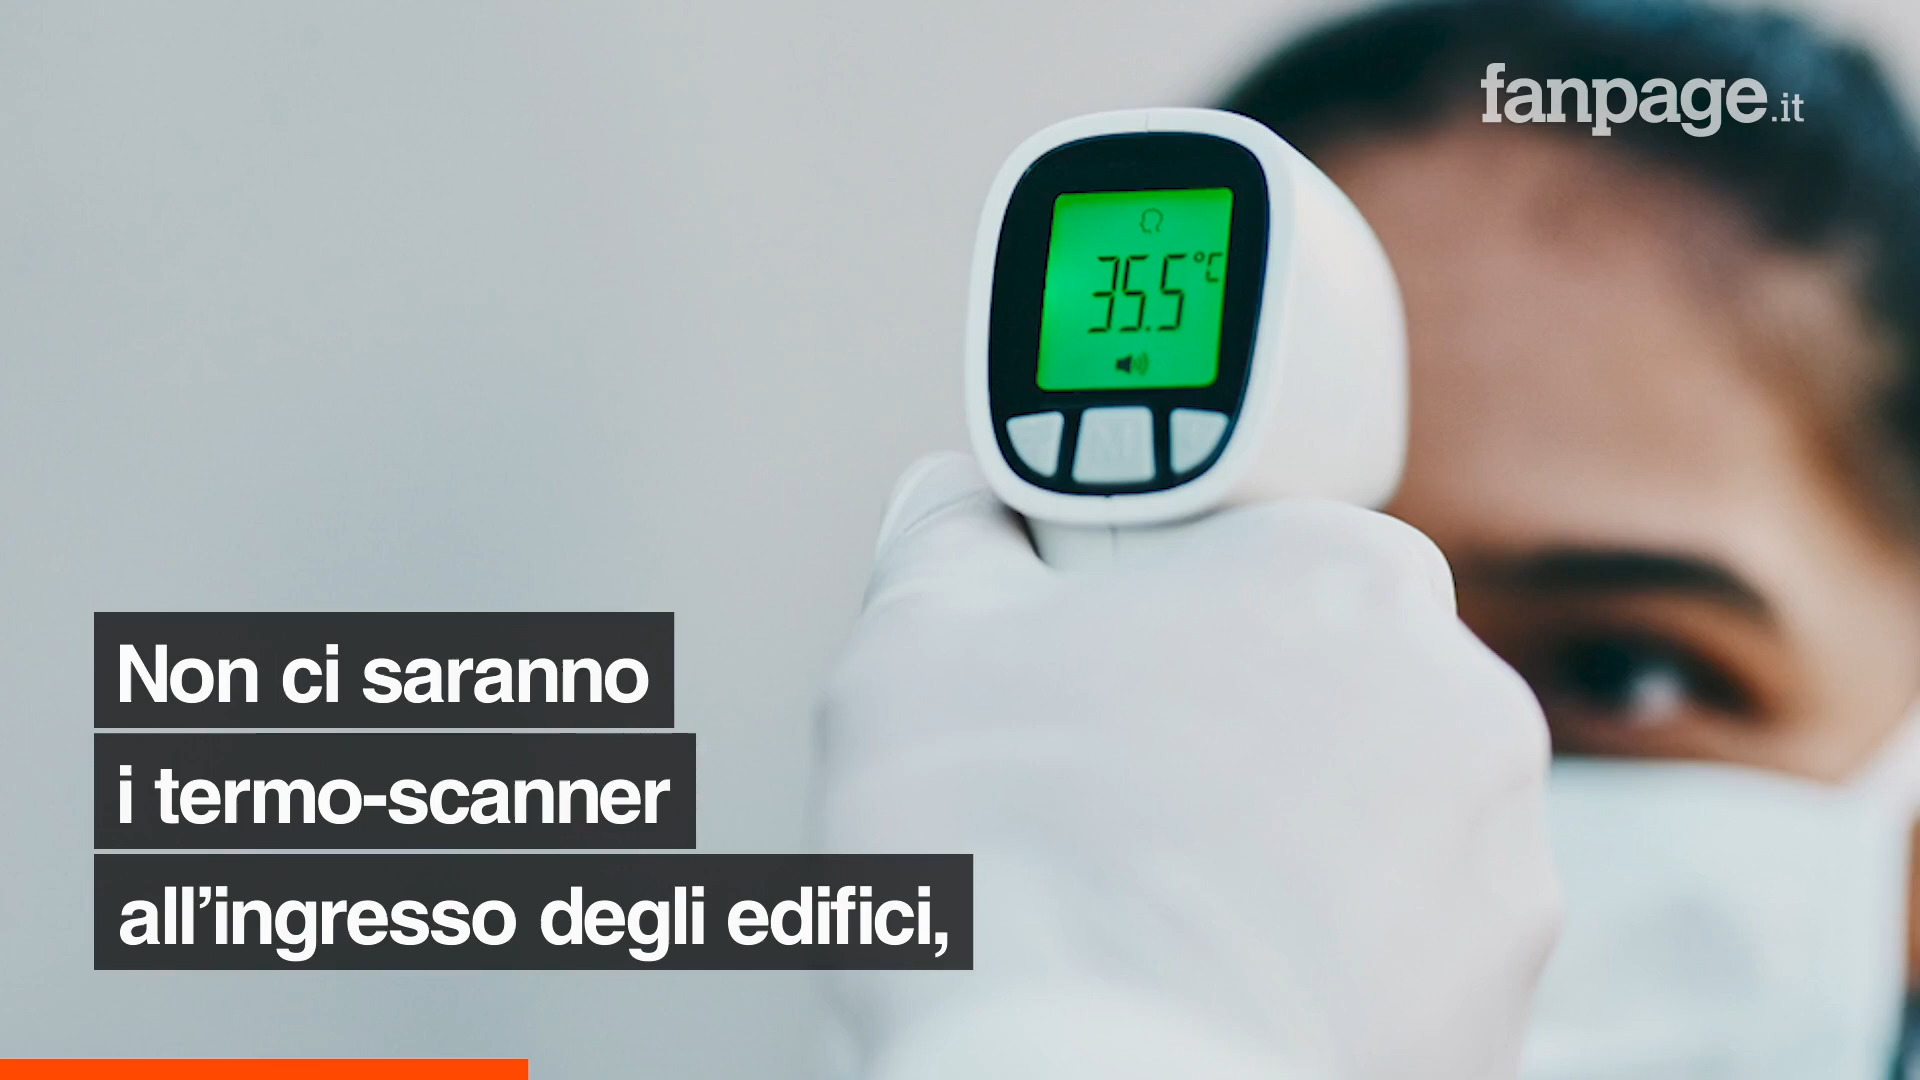 fanpage.it
35.5°C
Non ci saranno
i termo-scanner
all’ingresso degli edifici,